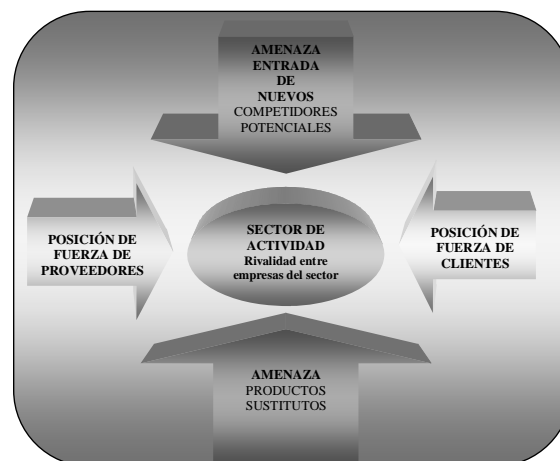 AMENAZA
ENTRADA
DE
NUEVOS
COMPETIDORES
POTENCIALES
POSICIÓN DE
FUERZA DE
PROVEEDORES
SECTOR DE
ACTIVIDAD
Rivalidad entre
empresas del sector
POSICIÓN DE
FUERZA DE
CLIENTES
AMENAZA
PRODUCTOS
SUSTITUTOS